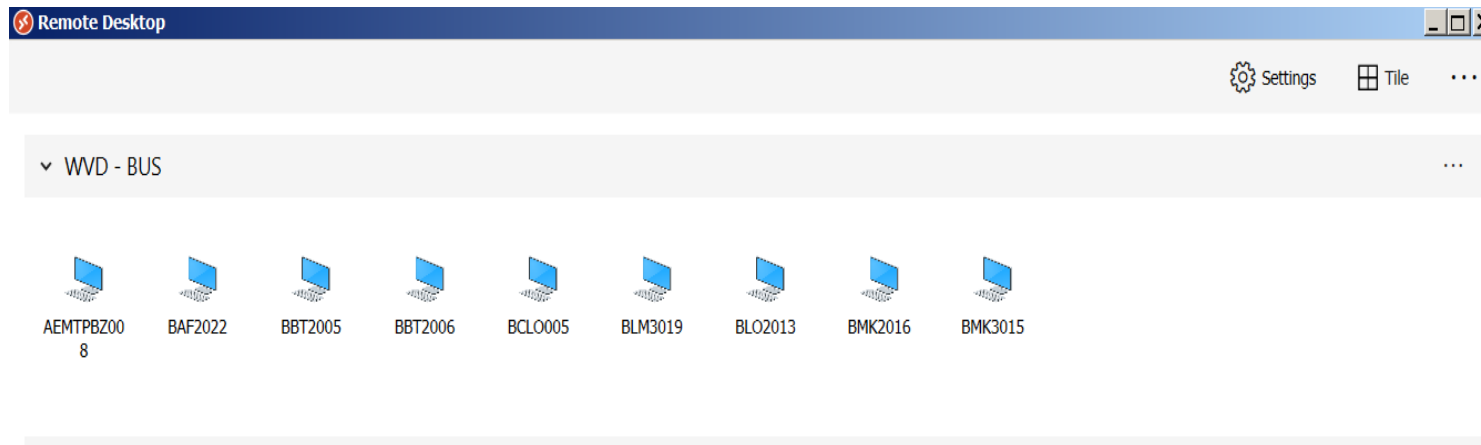 Remote Desktop
Settings Tile ...
WVD - BUS ...
AEMTPBZ00 BAF2022 BBT2005 BBT2006 BCLO005 BLM3019 BLO2013 BMK2016 BMK3015
8